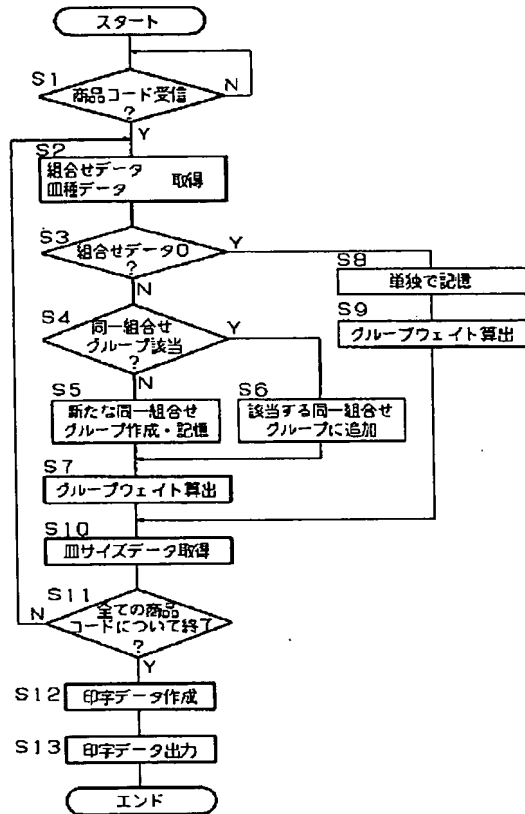 スタート
S1
商品コード受信
?
N
Y
S2
組合せデータ
皿種データ
取得
S3
組合せデータ0
?
Y
N
S8
単独で記憶
S9
グループウェイト算出
S4
同一組合せ
グループ該当
?
Y
N
S5
新たな同一組合せ
グループ作成・記憶
S6
該当する同一組合せ
グループに追加
S7
グループウェイト算出
S10
皿サイズデータ取得
S11
全ての商品
コードについて終了
?
N
Y
S12
印字データ作成
S13
印字データ出力
エンド